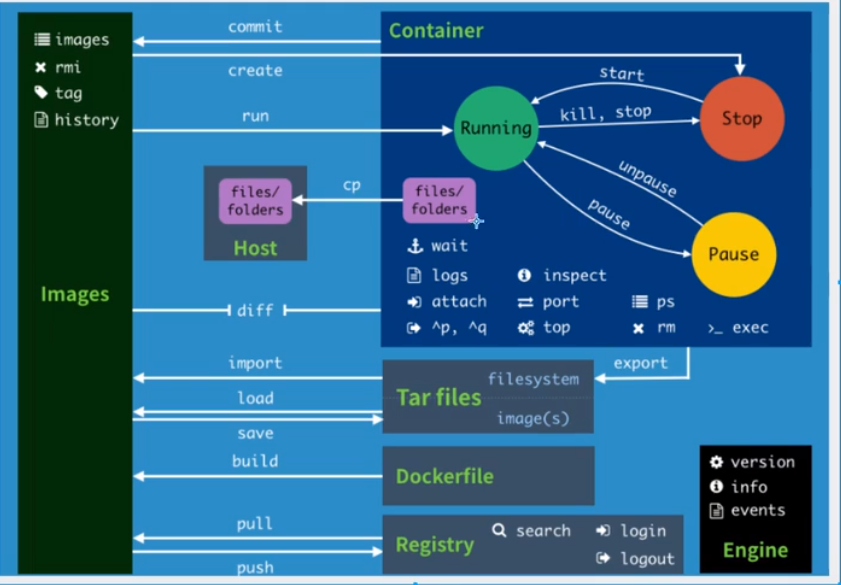 images
rmi
tag
history
Images
commit
create
run
Container
start
kill, stop
Running
Stop
unpause
pause
Pause
files/
folders
Host
cp
files/
folders
wait
logs
inspect
attach
port
ps
^p, ^q
top
rm
>_ exec
diff
import
export
load
save
Tar files
filesystem
image(s)
build
Dockerfile
pull
push
Registry
search
login
logout
version
info
events
Engine